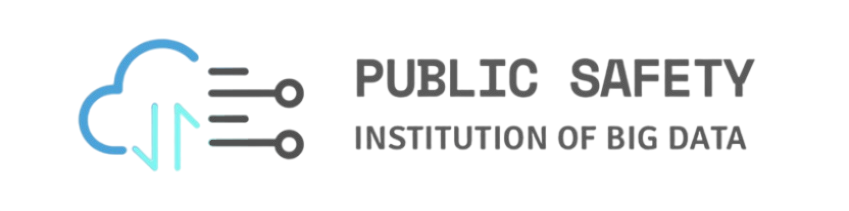 PUBLIC SAFETY
INSTITUTION OF BIG DATA